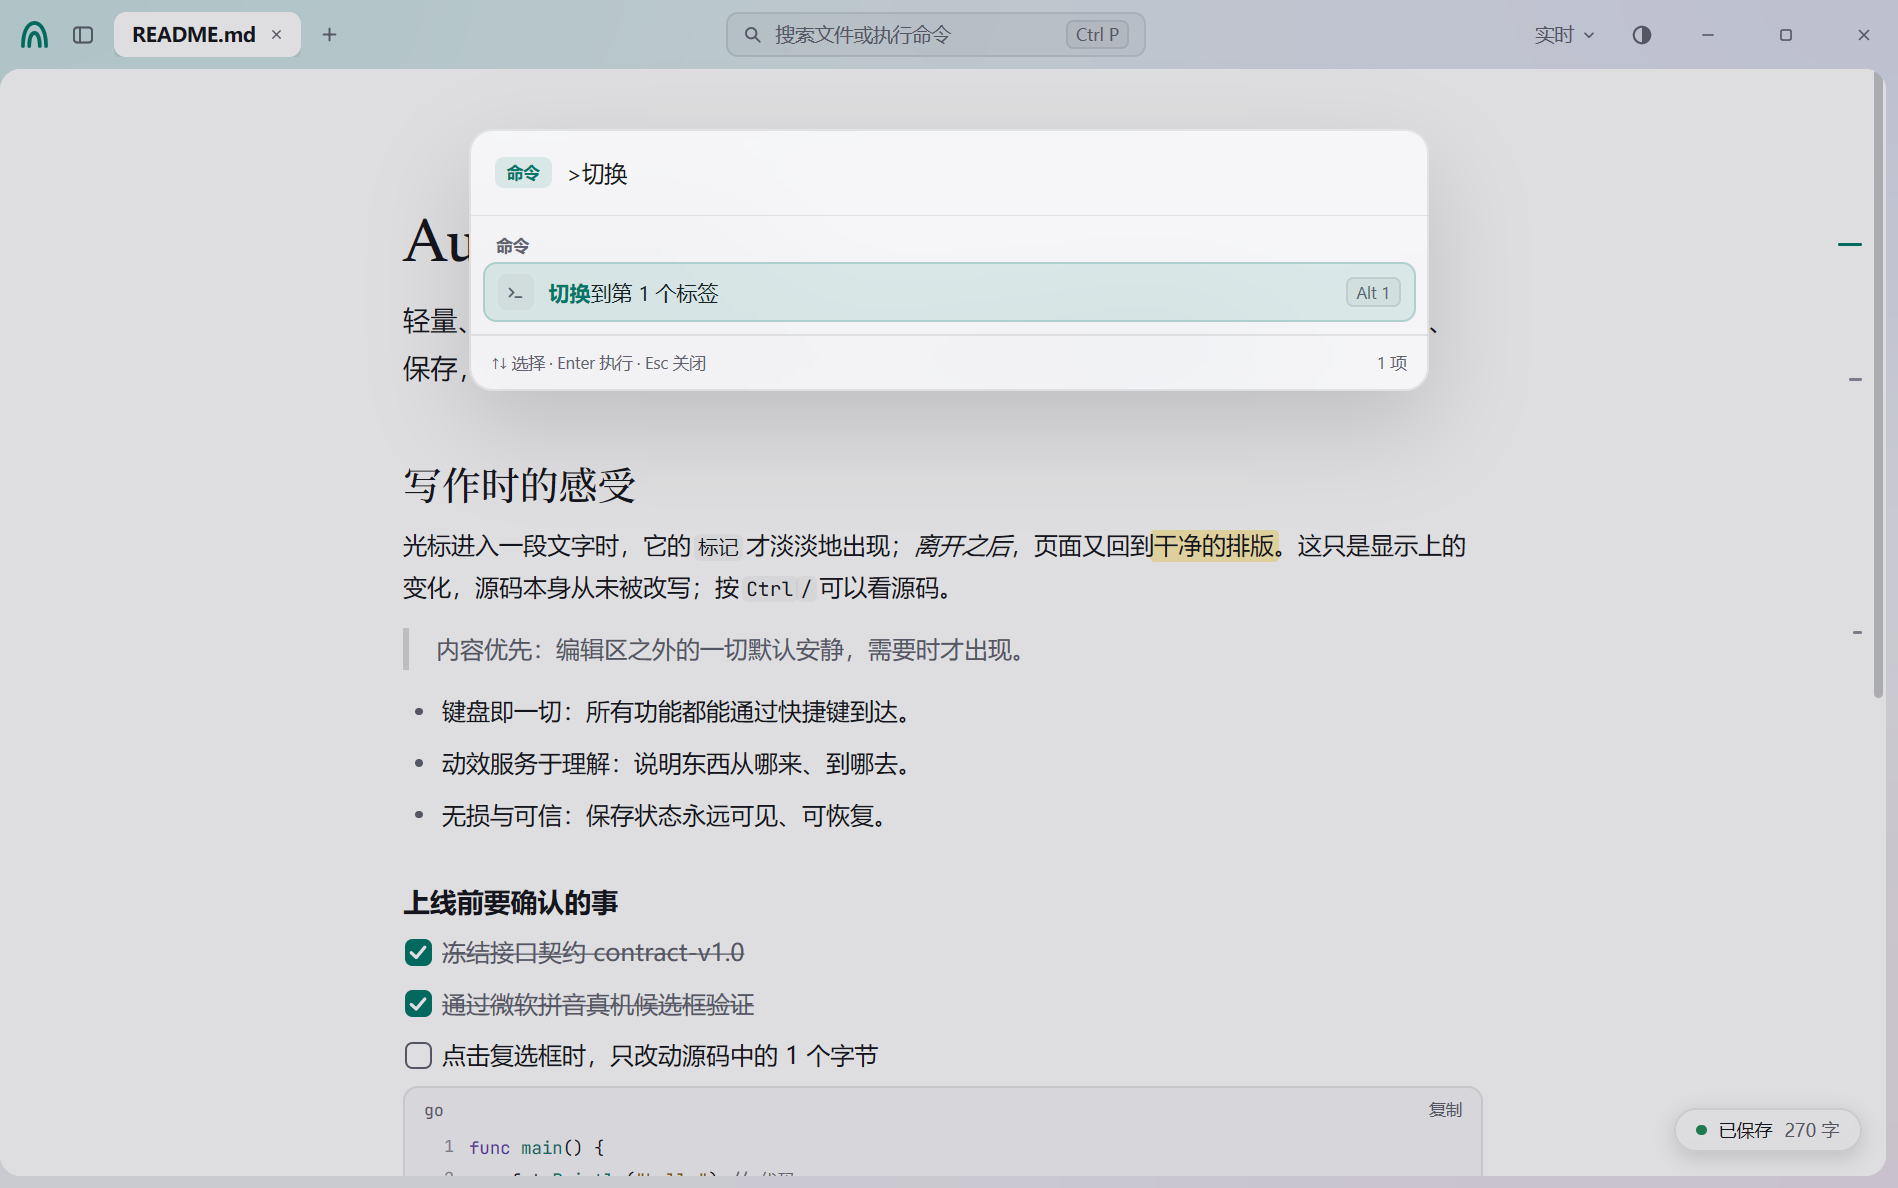 README.md
搜索文件或执行命令 Ctrl P
实时
命令 >切换
命令
切换到第 1 个标签 Alt 1
↑↓ 选择 · Enter 执行 · Esc 关闭 1 项
Au
轻量、 、
保存，
写作时的感受
光标进入一段文字时，它的 标记 才淡淡地出现；离开之后，页面又回到干净的排版。这只是显示上的
变化，源码本身从未被改写；按 Ctrl / 可以看源码。
内容优先：编辑区之外的一切默认安静，需要时才出现。
• 键盘即一切：所有功能都能通过快捷键到达。
• 动效服务于理解：说明东西从哪来、到哪去。
• 无损与可信：保存状态永远可见、可恢复。
上线前要确认的事
冻结接口契约 contract-v1.0
通过微软拼音真机候选框验证
点击复选框时，只改动源码中的 1 个字节
go 复制
1 func main() {
已保存 270 字